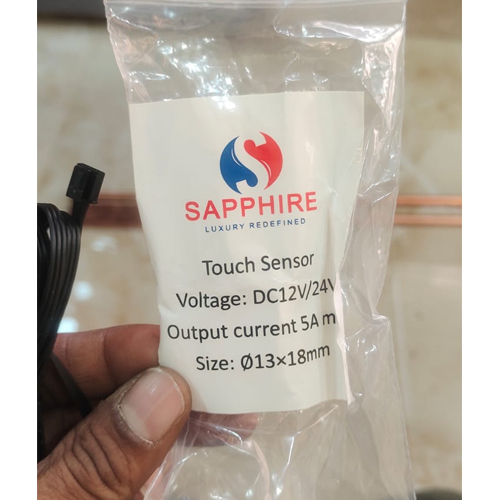 SAPPHIRE
LUXURY REDEFINED
Touch Sensor
Voltage: DC12V/24V
Output current 5A m
Size: Ø13×18mm